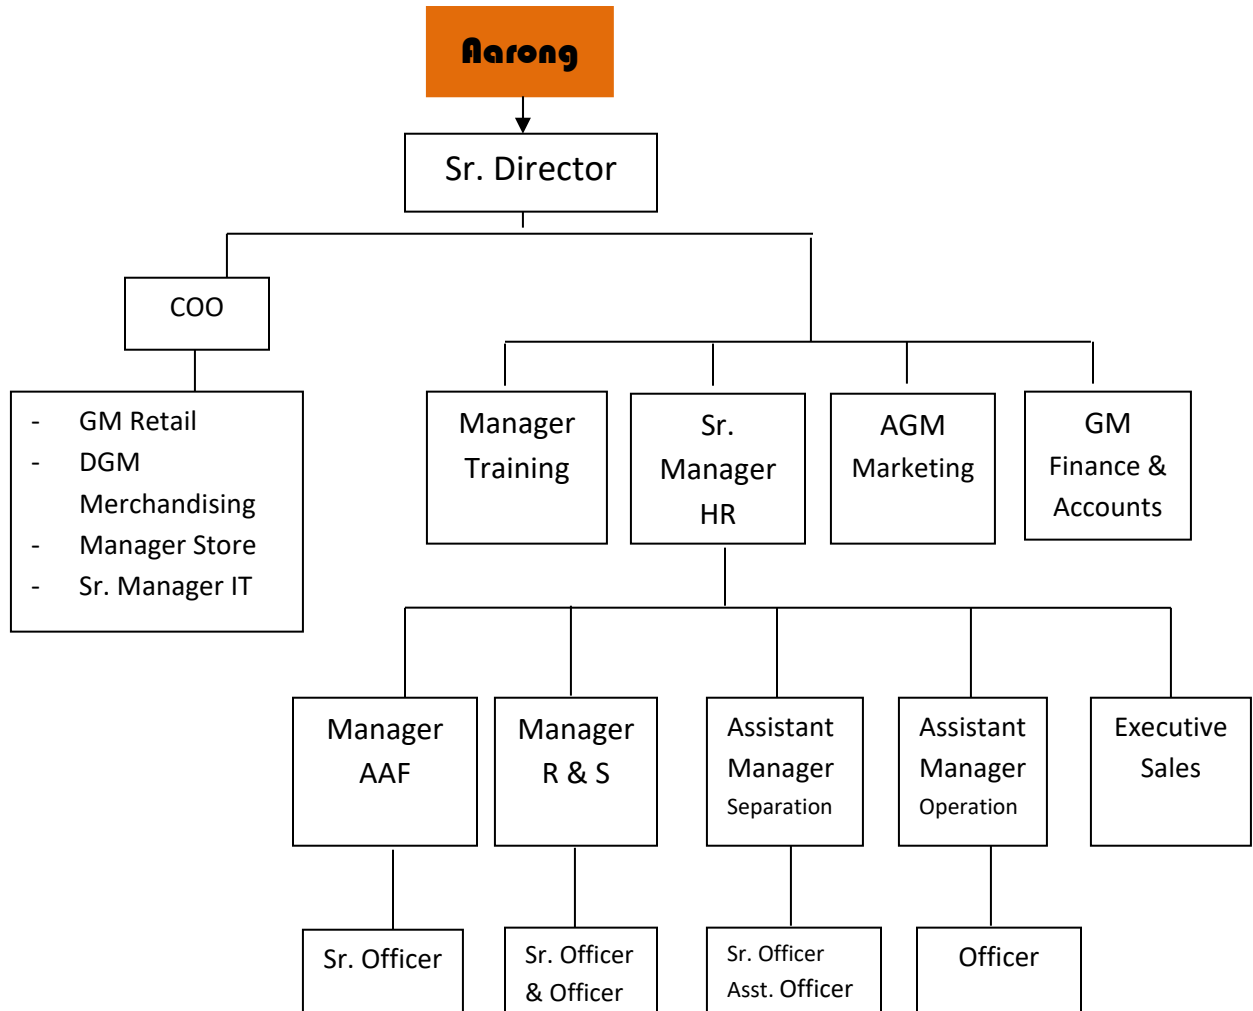 Aarong
Sr. Director
COO
- GM Retail
- DGM
Merchandising
- Manager Store
- Sr. Manager IT
Manager
Training
Sr.
Manager
HR
AGM
Marketing
GM
Finance &
Accounts
Manager
AAF
Manager
R & S
Assistant
Manager
Separation
Assistant
Manager
Operation
Executive
Sales
Sr. Officer
Sr. Officer
& Officer
Sr. Officer
Asst. Officer
Officer